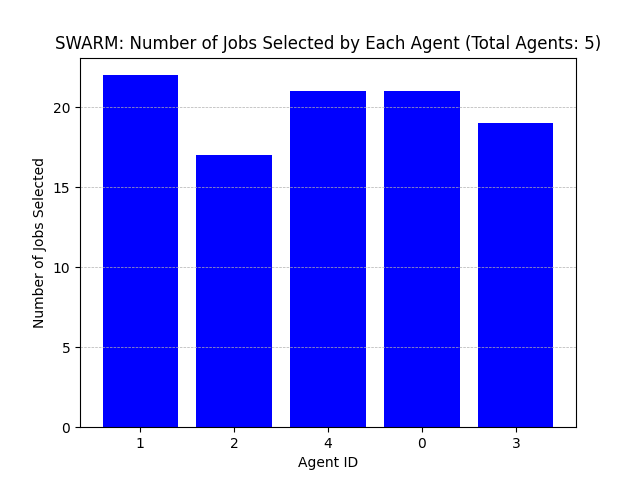 SWARM: Number of Jobs Selected by Each Agent (Total Agents: 5)
Number of Jobs Selected
20
15
10
5
0
1 2 4 0 3
Agent ID